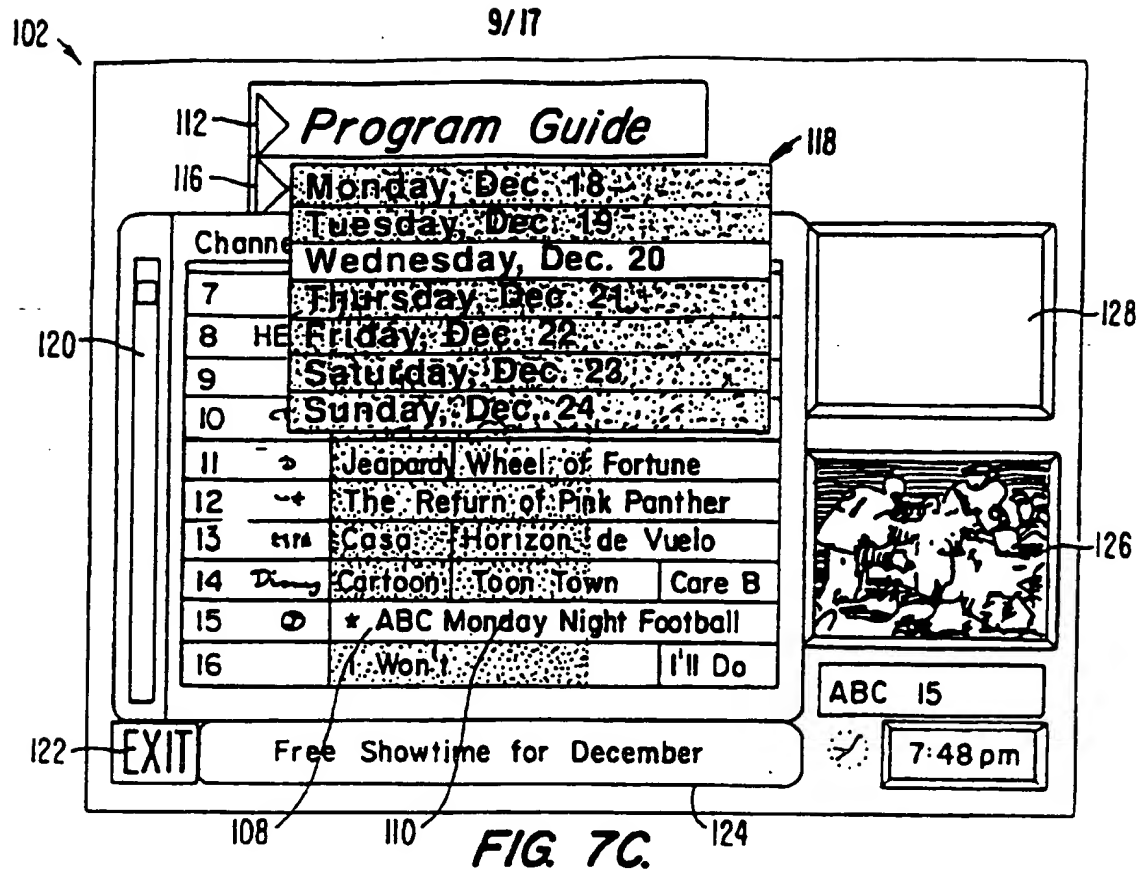 9/17
102
112
Program Guide
118
116
Monday, Dec. 18
Tuesday, Dec. 19
Channe
Wednesday, Dec. 20
7
Thursday, Dec. 21
128
120
8 HE Friday, Dec. 22
9
Saturday, Dec. 23
10
Sunday, Dec. 24
11 Jeopardy Wheel of Fortune
12 The Return of Pink Panther
13 Casa Horizon de Vuelo
126
14 Disney Cartoon Toon Town Care B
15 * ABC Monday Night Football
16 I Won't I'll Do
ABC 15
122
EXIT
Free Showtime for December
7:48 pm
108
110
124
FIG. 7C.